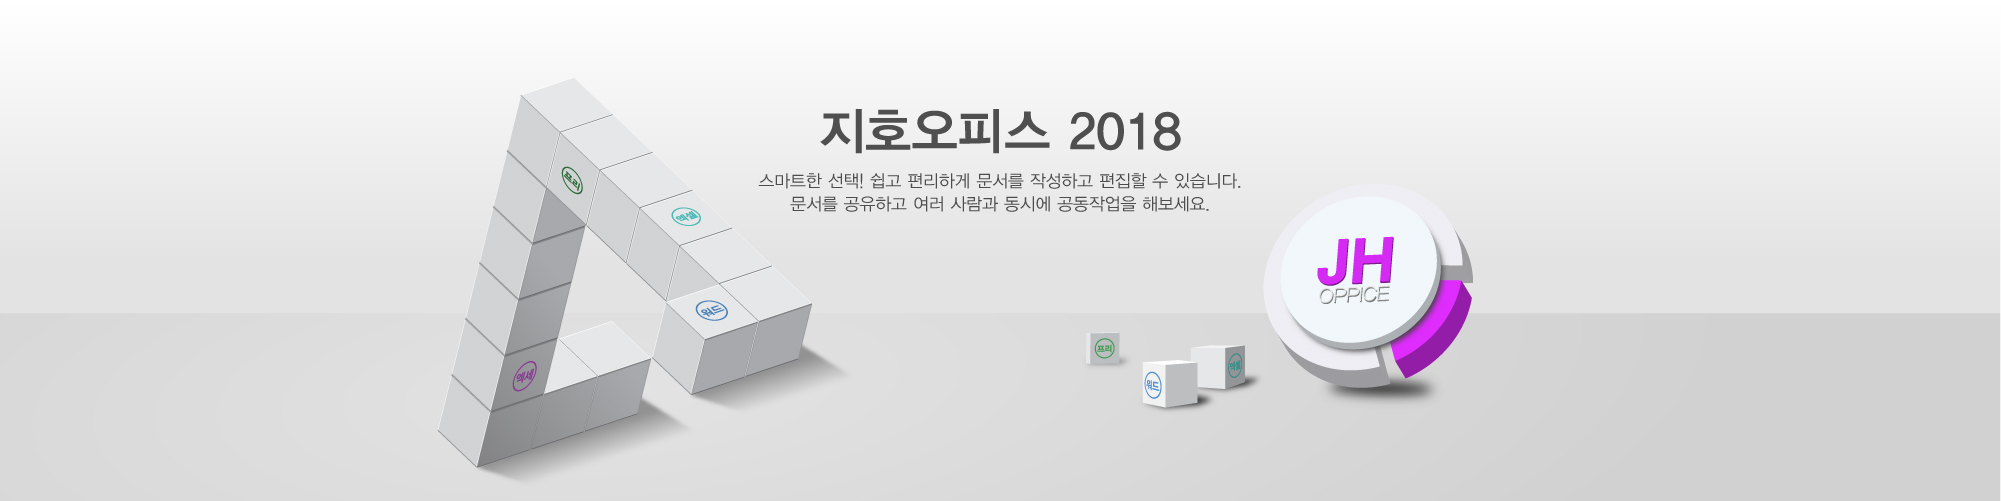 지호오피스 2018
스마트한 선택! 쉽고 편리하게 문서를 작성하고 편집할 수 있습니다.
문서를 공유하고 여러 사람과 동시에 공동작업을 해보세요.
프리
엑셀
워드
엑세
프리
워드
엑셀
JH
OPPICE